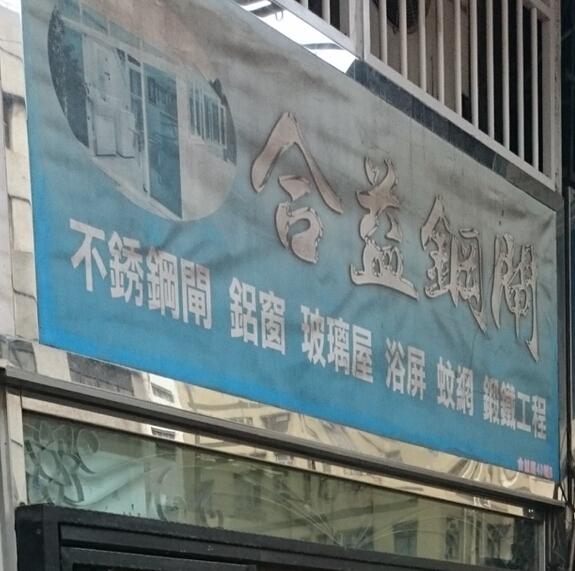 合益鋼閘
不銹鋼閘 鋁窗 玻璃屋 浴屏 蚊網 鍛鐵工程